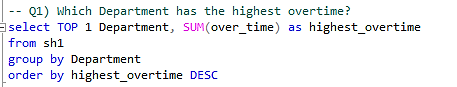 -- Q1) Which Department has the highest overtime?
select TOP 1 Department, SUM(over_time) as highest_overtime
from sh1
group by Department
order by highest_overtime DESC